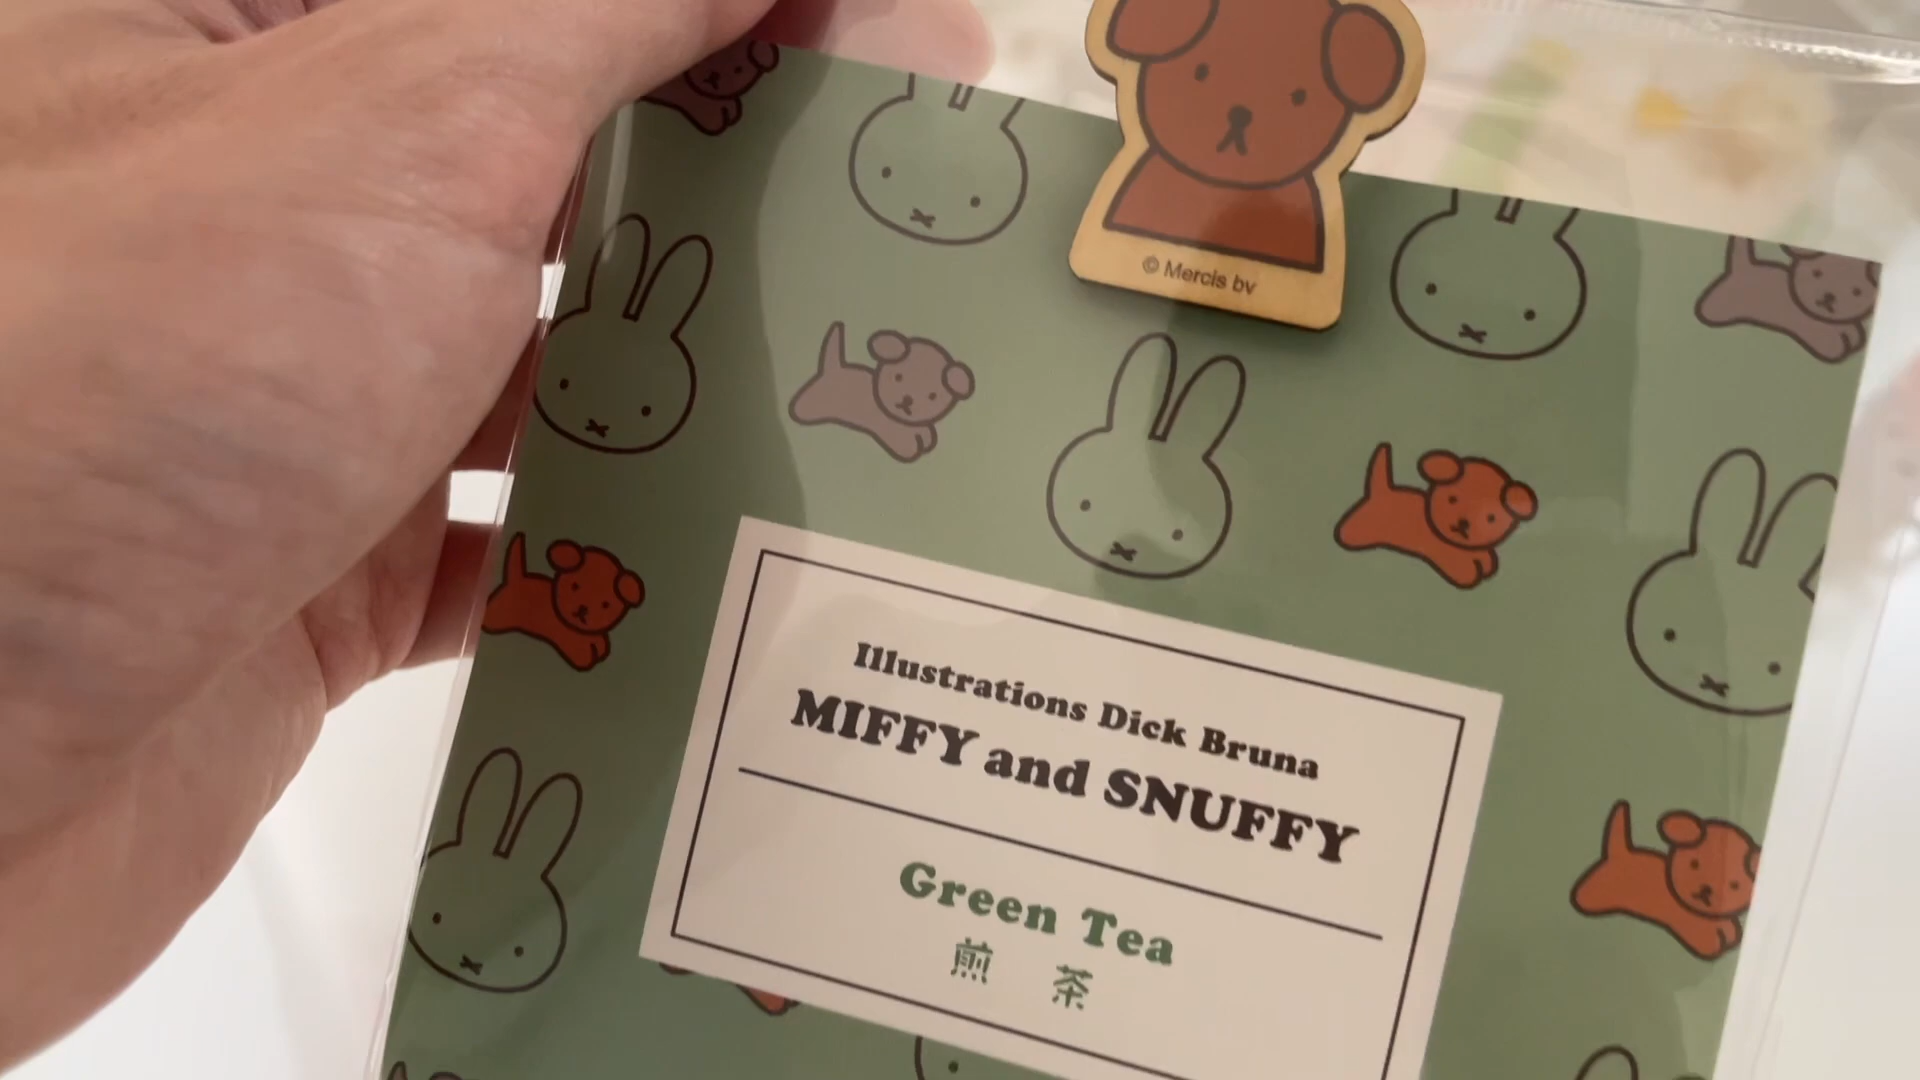 © Mercis bv
Illustrations Dick Bruna
MIFFY and SNUFFY
Green Tea
煎 茶